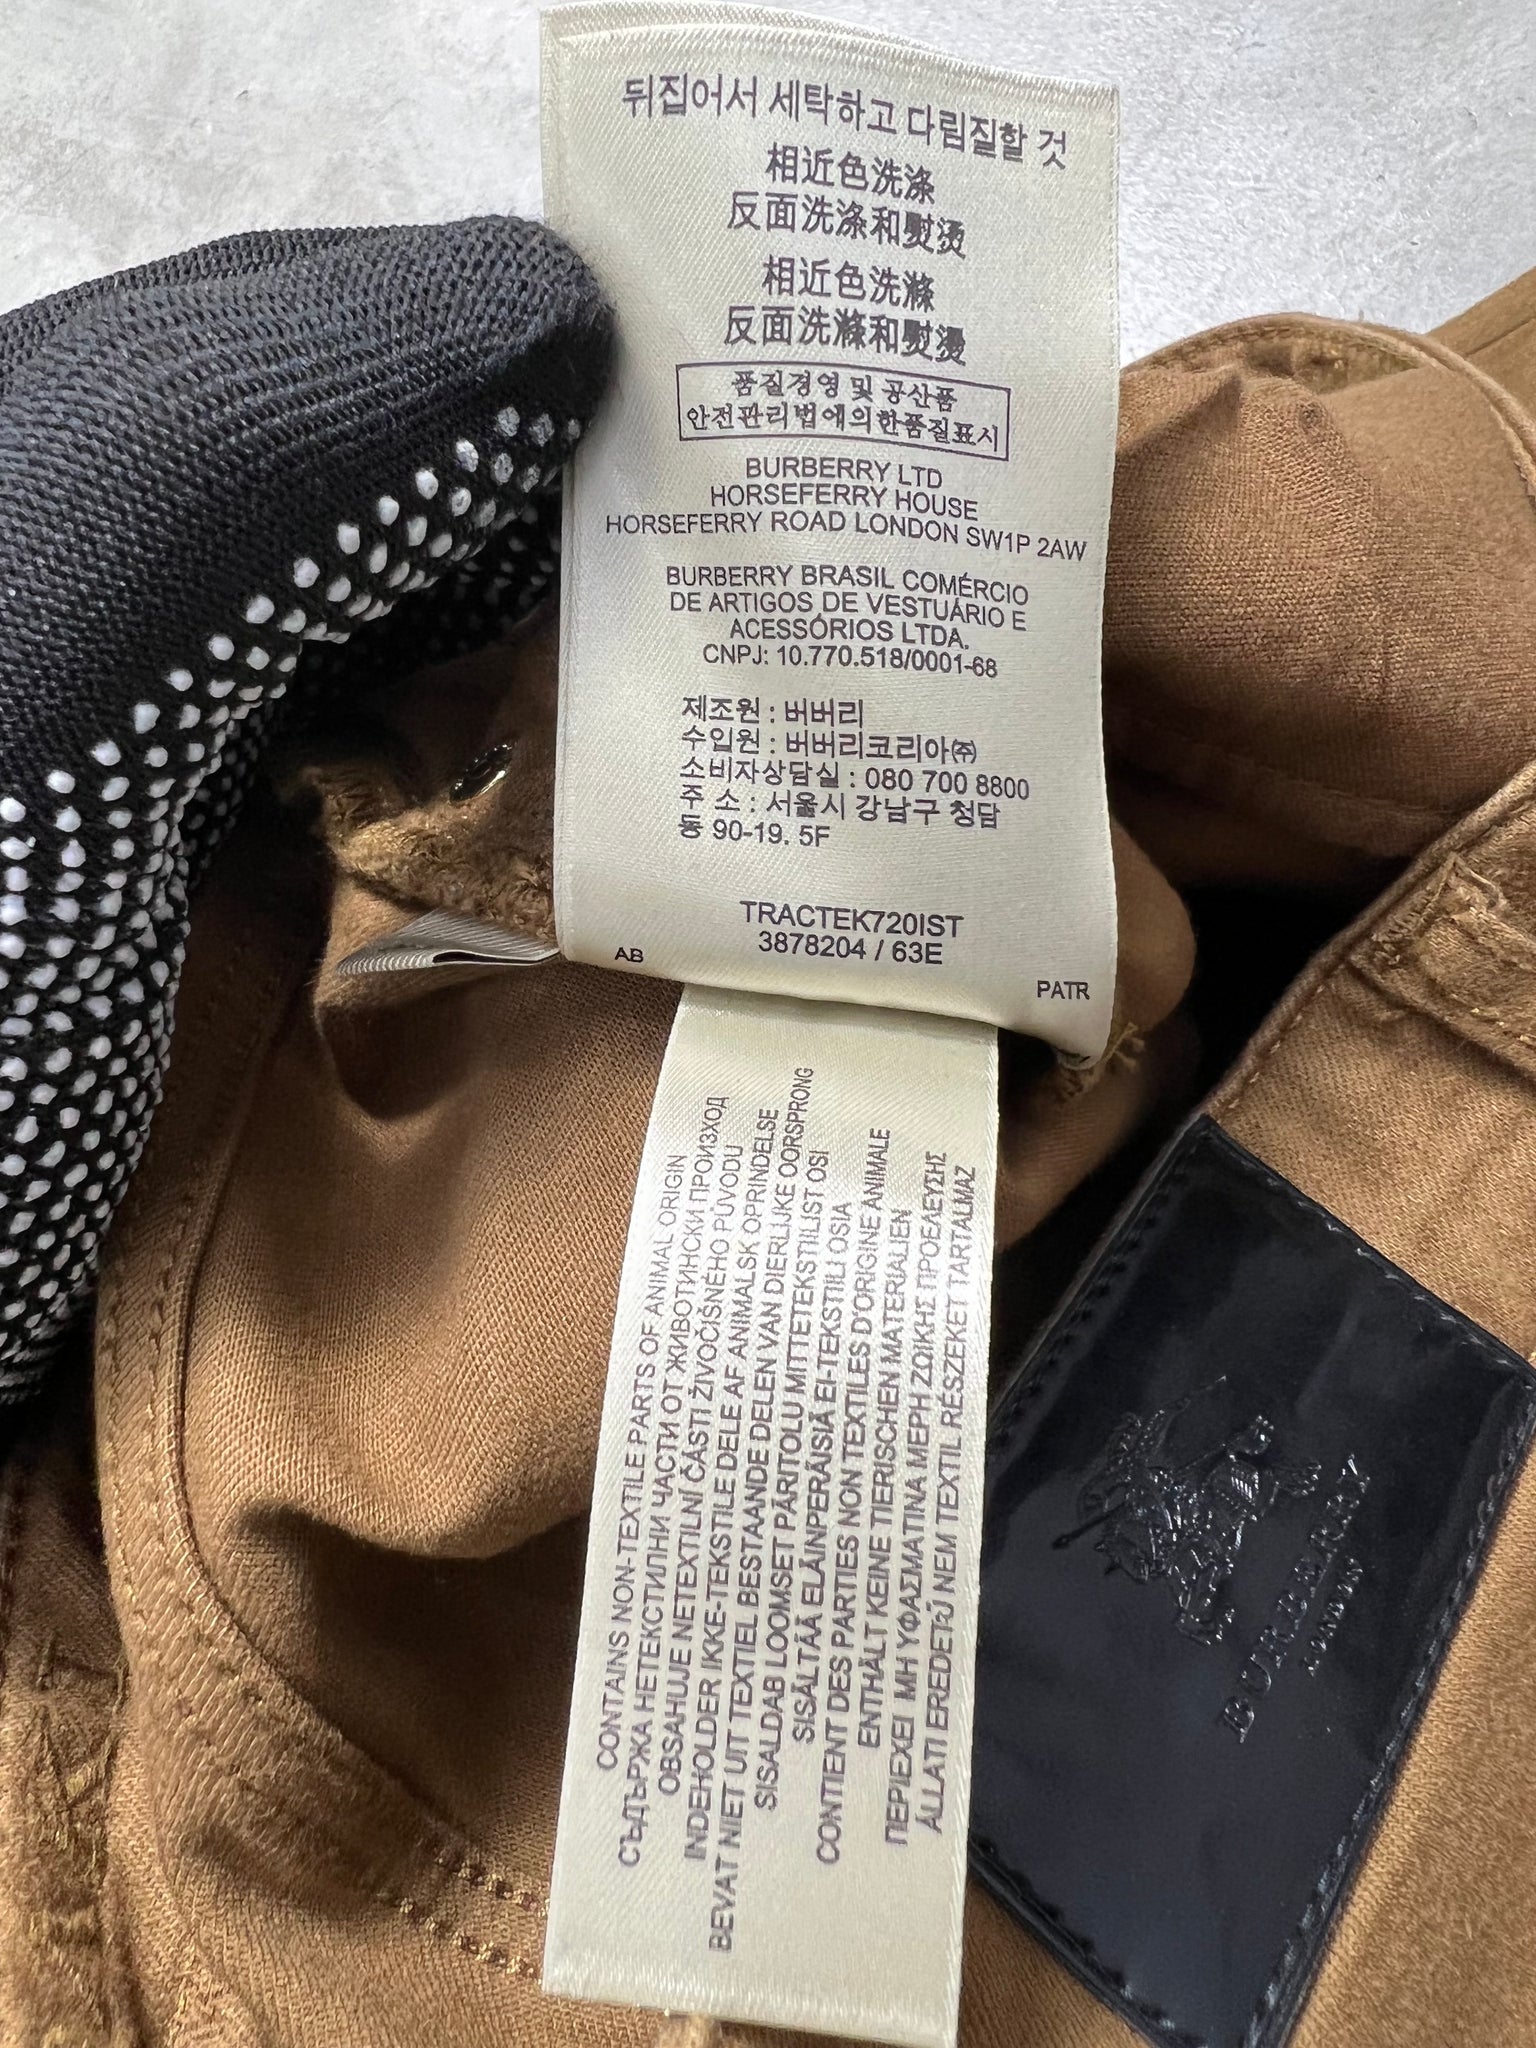 뒤집어서 세탁하고 다림질할 것
相近色洗涤
反面洗涤和熨烫
相近色洗滌
反面洗滌和熨燙
품질경영 및 공산품
안전관리법에의한품질표시
BURBERRY LTD
HORSEFERRY HOUSE
HORSEFERRY ROAD LONDON SW1P 2AW
BURBERRY BRASIL COMÉRCIO
DE ARTIGOS DE VESTUÁRIO E
ACESSÓRIOS LTDA.
CNPJ: 10.770.518/0001-68
제조원 : 버버리
수입원 : 버버리코리아㈜
소비자상담실 : 080 700 8800
주 소 : 서울시 강남구 청담
동 90-19. 5F
TRACTEK720IST
3878204 / 63E
AB
PATR
CONTAINS NON-TEXTILE PARTS OF ANIMAL ORIGIN
СЪДЪРЖА НЕТЕКСТИЛНИ ЧАСТИ ОТ ЖИВОТИНСКИ ПРОИЗХОД
OBSAHUJE NETEXTILNÍ ČÁSTI ŽIVOČIŠNÉHO PŮVODU
INDEHOLDER IKKE-TEKSTILE DELE AF ANIMALSK OPRINDELSE
BEVAT NIET UIT TEXTIEL BESTAANDE DELEN VAN DIERLIJKE OORSPRONG
SISALDAB LOOMSET PÄRITOLU MITTETEKSTIILIST OSI
SISÄLTÄÄ ELÄINPERÄISIÄ EI-TEKSTIILI OSIA
CONTIENT DES PARTIES NON TEXTILES D'ORIGINE ANIMALE
ENTHÄLT KEINE TIERISCHEN MATERIALIEN
ΠΕΡΙΕΧΕΙ ΜΗ ΥΦΑΣΜΑΤΙΝΑ ΜΕΡΗ ΖΩΙΚΗΣ ΠΡΟΕΛΕΥΣΗΣ
ÁLLATI EREDETŰ NEM TEXTIL RÉSZEKET TARTALMAZ
BURBERRY
LONDON